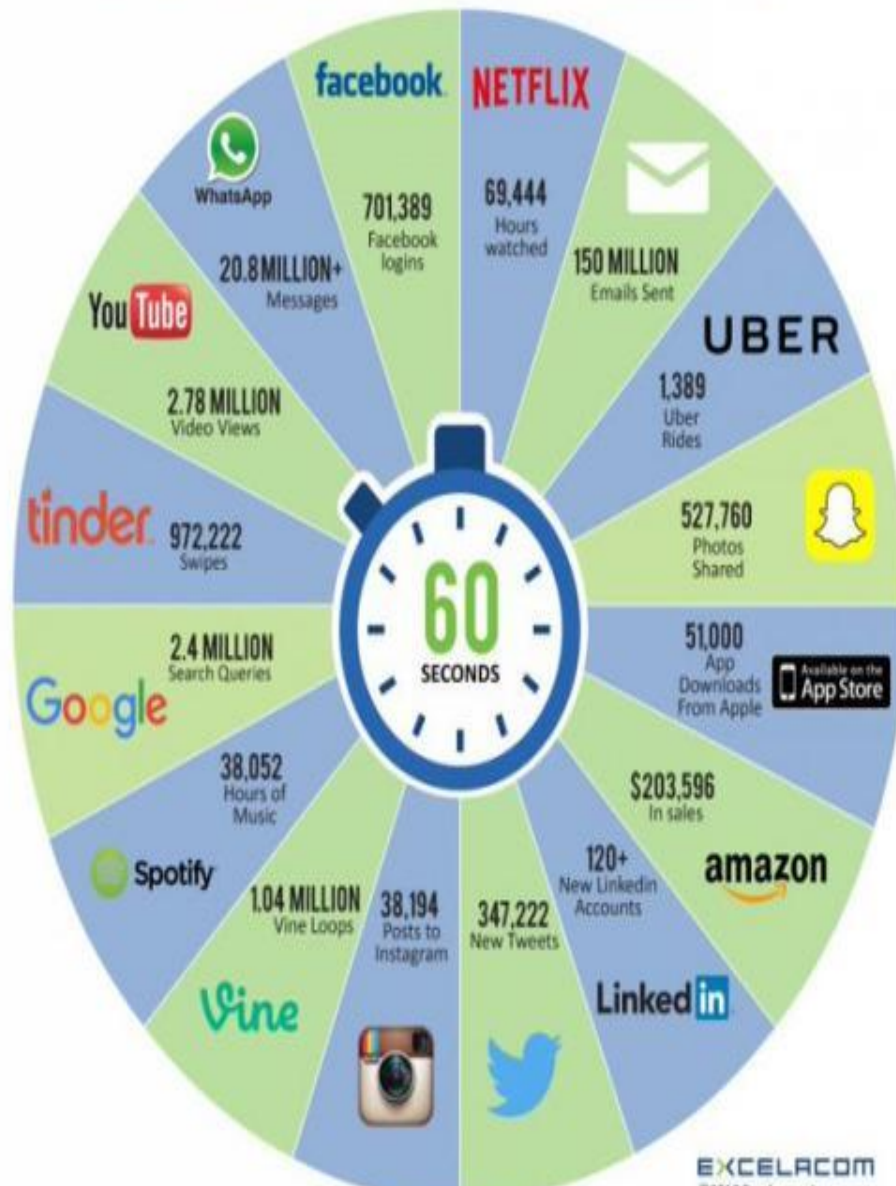 facebook
701,389
Facebook
logins
NETFLIX
69,444
Hours
watched
150 MILLION
Emails Sent
UBER
1,389
Uber
Rides
527,760
Photos
Shared
51,000
App
Downloads
From Apple
Available on the
App Store
$203,596
In sales
amazon
120+
New Linkedin
Accounts
Linked in
347,222
New Tweets
38,194
Posts to
Instagram
1.04 MILLION
Vine Loops
Vine
38,052
Hours of
Music
Spotify
2.4 MILLION
Search Queries
Google
tinder
972,222
Swipes
You Tube
2.78 MILLION
Video Views
WhatsApp
20.8 MILLION+
Messages
60
SECONDS
EXCELACOM